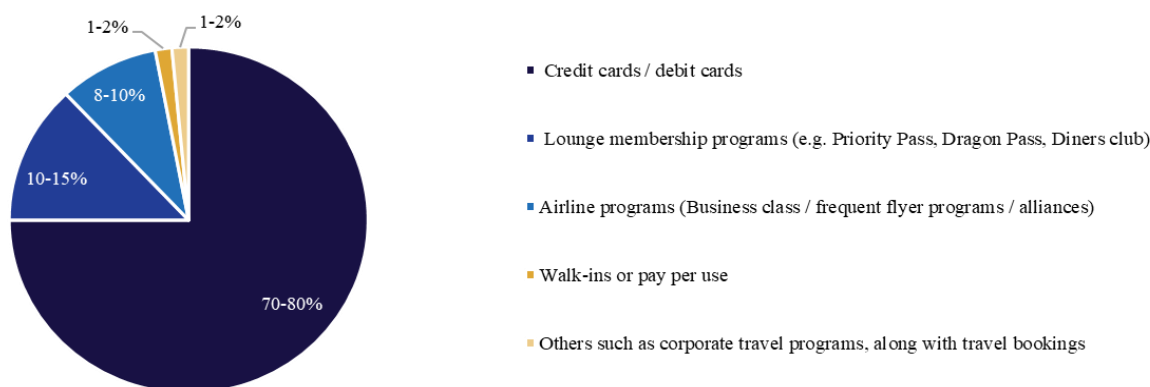 1-2%
1-2%
8-10%
10-15%
70-80%
Credit cards / debit cards
Lounge membership programs (e.g. Priority Pass, Dragon Pass, Diners club)
Airline programs (Business class / frequent flyer programs / alliances)
Walk-ins or pay per use
Others such as corporate travel programs, along with travel bookings